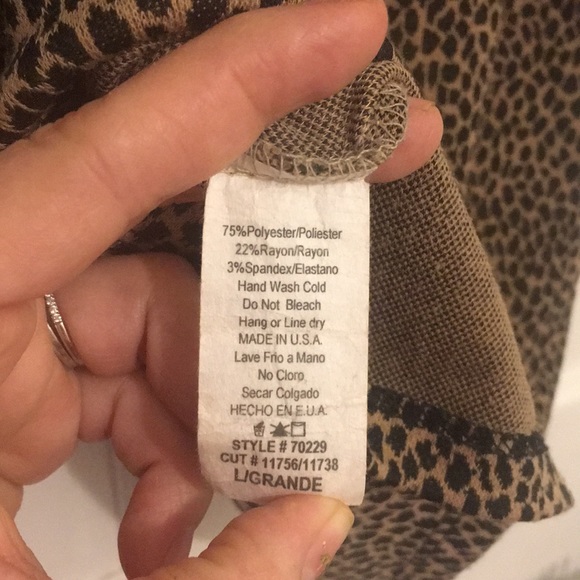 75%Polyester/Poliester
22%Rayon/Rayon
3%Spandex/Elastano
Hand Wash Cold
Do Not Bleach
Hang or Line dry
MADE IN U.S.A.
Lave Frio a Mano
No Cloro
Secar Colgado
HECHO EN E.U.A.
STYLE # 70229
CUT # 11756/11738
L/GRANDE